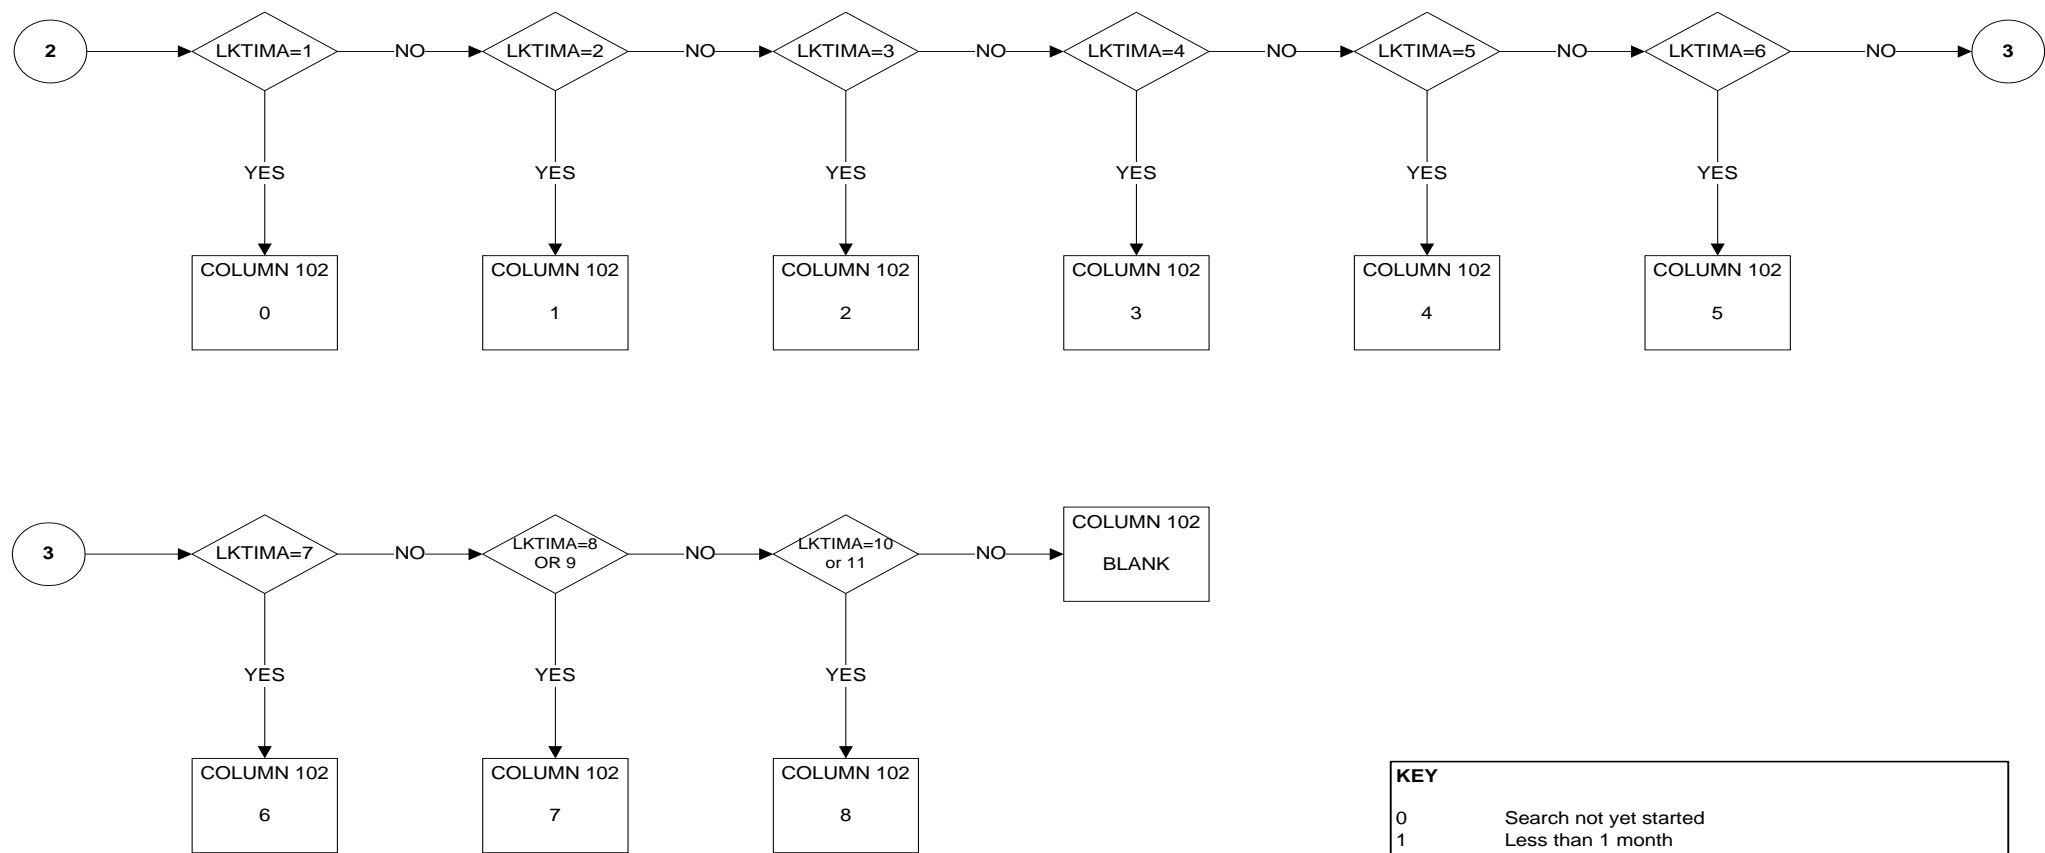 2
LKTIMA=1
NO
LKTIMA=2
NO
LKTIMA=3
NO
LKTIMA=4
NO
LKTIMA=5
NO
LKTIMA=6
NO
3
YES
YES
YES
YES
YES
YES
COLUMN 102
0
COLUMN 102
1
COLUMN 102
2
COLUMN 102
3
COLUMN 102
4
COLUMN 102
5
3
LKTIMA=7
NO
LKTIMA=8
OR 9
NO
LKTIMA=10
or 11
NO
COLUMN 102
BLANK
YES
YES
YES
COLUMN 102
6
COLUMN 102
7
COLUMN 102
8
KEY
0 Search not yet started
1 Less than 1 month